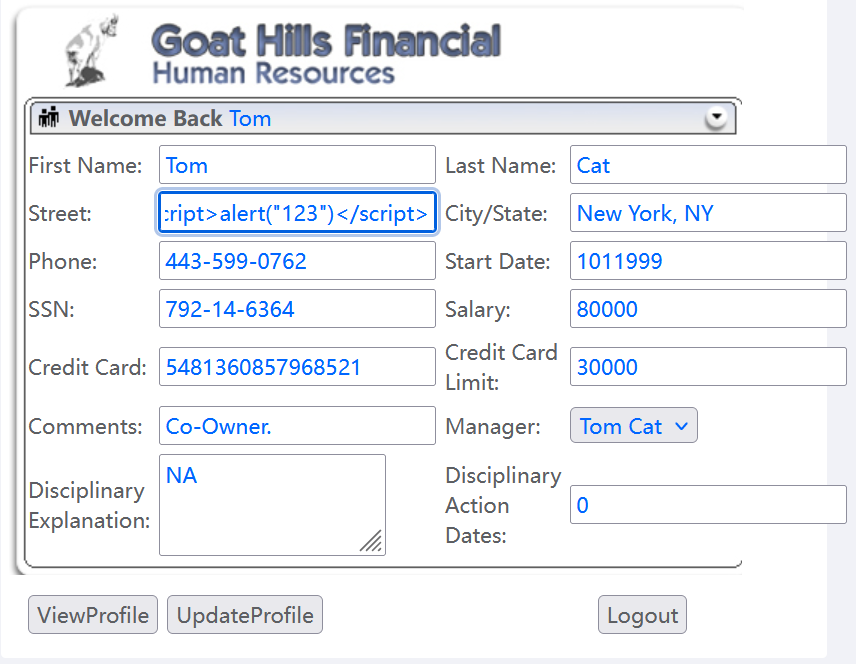 Goat Hills Financial
Human Resources
Welcome Back Tom
First Name: Tom Last Name: Cat
Street: ript>alert("123")</script> City/State: New York, NY
Phone: 443-599-0762 Start Date: 1011999
SSN: 792-14-6364 Salary: 80000
Credit Card: 5481360857968521 Credit Card Limit: 30000
Comments: Co-Owner. Manager: Tom Cat
Disciplinary Explanation: NA Disciplinary Action Dates: 0
ViewProfile UpdateProfile Logout